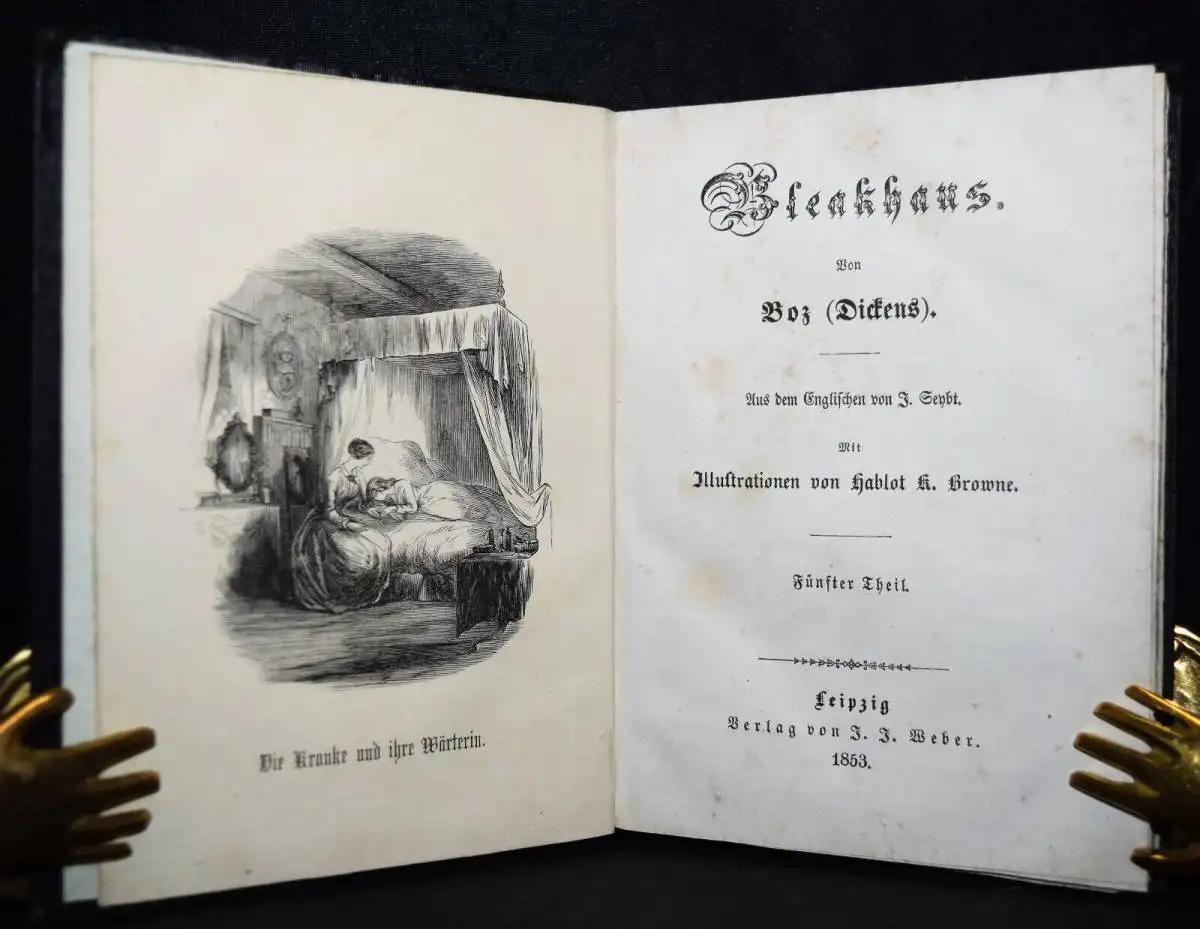 Die Kranke und ihre Wärterin.
Bleakhaus.
Von
Boz (Dickens).
Aus dem Englischen von J. Seybt.
Mit
Illustrationen von Hablot K. Browne.
Fünfter Theil.
Leipzig
Verlag von J. J. Weber.
1853.